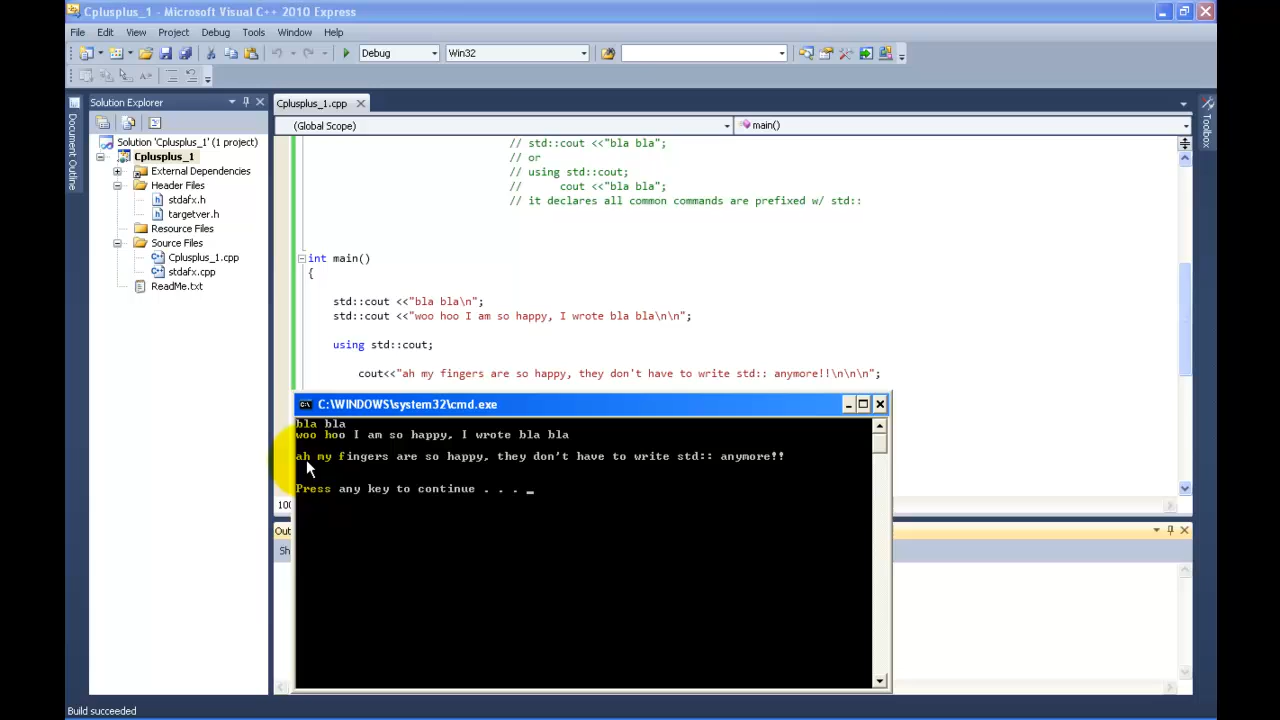 Cplusplus_1 - Microsoft Visual C++ 2010 Express
File Edit View Project Debug Tools Window Help
Debug Win32
Solution Explorer
Cplusplus_1.cpp
Document Outline
Toolbox
(Global Scope) main()
Solution 'Cplusplus_1' (1 project)
Cplusplus_1
External Dependencies
Header Files
stdafx.h
targetver.h
Resource Files
Source Files
Cplusplus_1.cpp
stdafx.cpp
ReadMe.txt
// std::cout <<"bla bla";
// or
// using std::cout;
// cout <<"bla bla";
// it declares all common commands are prefixed w/ std::
int main()
{
std::cout <<"bla bla\n";
std::cout <<"woo hoo I am so happy, I wrote bla bla\n\n";
using std::cout;
cout<<"ah my fingers are so happy, they don't have to write std:: anymore!!\n\n\n";
C:\WINDOWS\system32\cmd.exe
bla bla
woo hoo I am so happy, I wrote bla bla
ah my fingers are so happy, they don't have to write std:: anymore!!
Press any key to continue . . . _
100
Out
Sh
Build succeeded